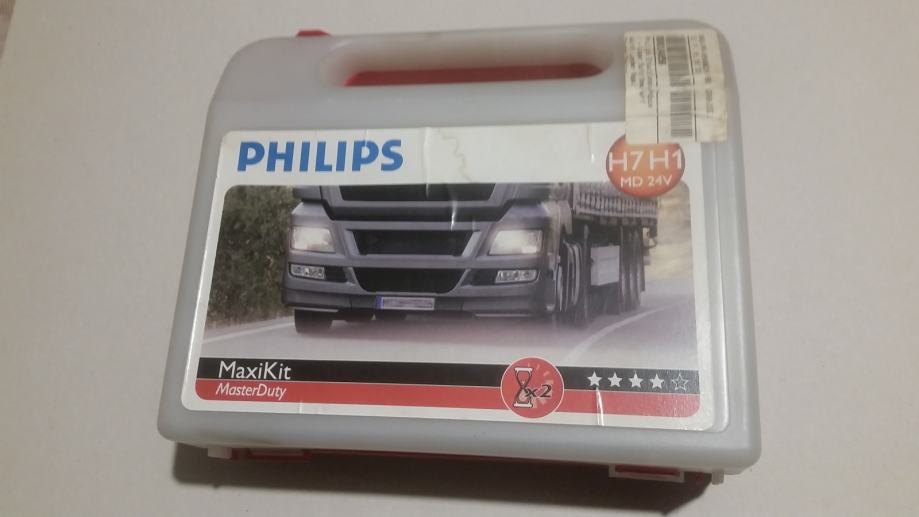 PHILIPS
H7 H1
MD 24V
MaxiKit
MasterDuty
x2